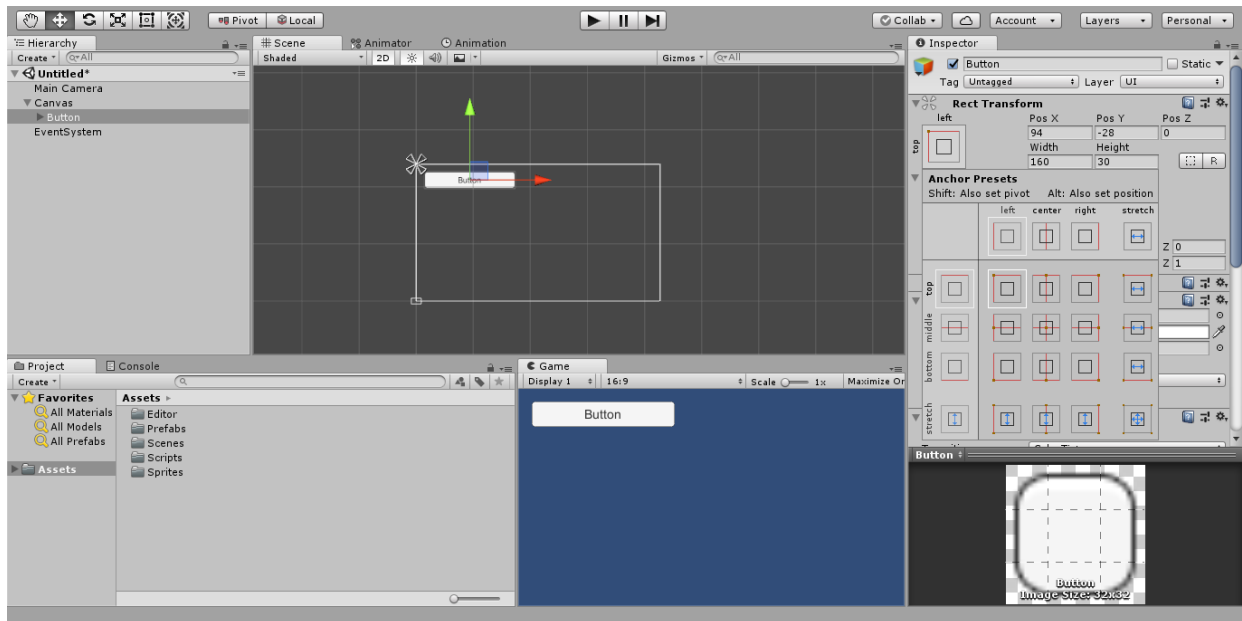 Pivot Local Collab Account Layers Personal
Hierarchy
Create All
Untitled*
Main Camera
Canvas
Button
EventSystem
Scene Animator Animation
Shaded 2D Gizmos All
Button
Inspector
Button Static
Tag Untagged Layer UI
Rect Transform
left Pos X Pos Y Pos Z
top 94 -28 0
Width Height
160 30 R
Anchor Presets
Shift: Also set pivot Alt: Also set position
left center right stretch
Z 0
Z 1
top
middle
bottom
stretch
Button
Button
Image Size: 32x32
Project Console
Create
Favorites
All Materials
All Models
All Prefabs
Assets
Assets
Editor
Prefabs
Scenes
Scripts
Sprites
Game
Display 1 16:9 Scale 1x Maximize Or
Button